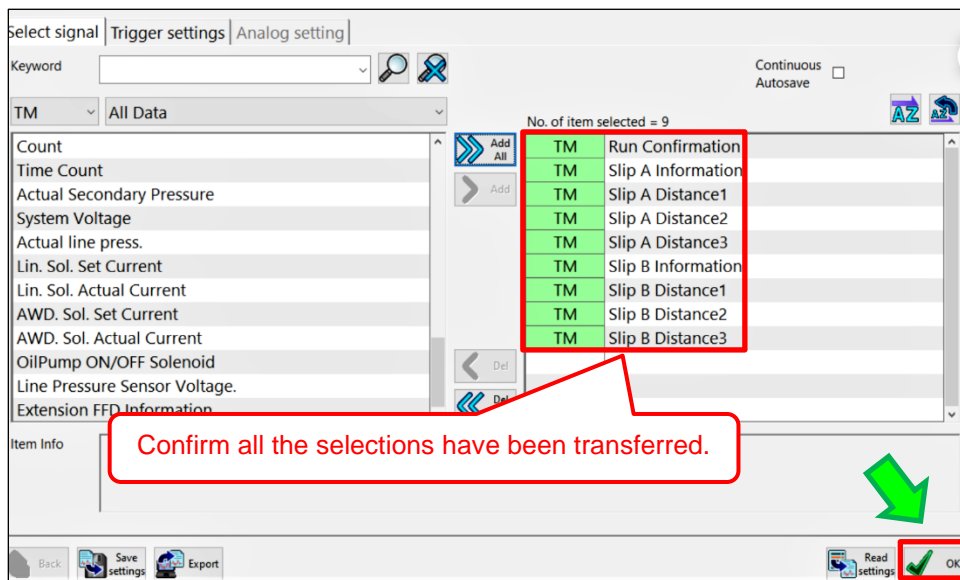 Select signal Trigger settings Analog setting
Keyword
Continuous
Autosave
TM All Data
AZ AZ
No. of item selected = 9
Count
Time Count
Actual Secondary Pressure
System Voltage
Actual line press.
Lin. Sol. Set Current
Lin. Sol. Actual Current
AWD. Sol. Set Current
AWD. Sol. Actual Current
OilPump ON/OFF Solenoid
Line Pressure Sensor Voltage.
Extension FFD Information
Add
All
Add
Del
Del
TM Run Confirmation
TM Slip A Information
TM Slip A Distance1
TM Slip A Distance2
TM Slip A Distance3
TM Slip B Information
TM Slip B Distance1
TM Slip B Distance2
TM Slip B Distance3
Item Info
Confirm all the selections have been transferred.
Back
Save
settings
Export
Read
settings
OK